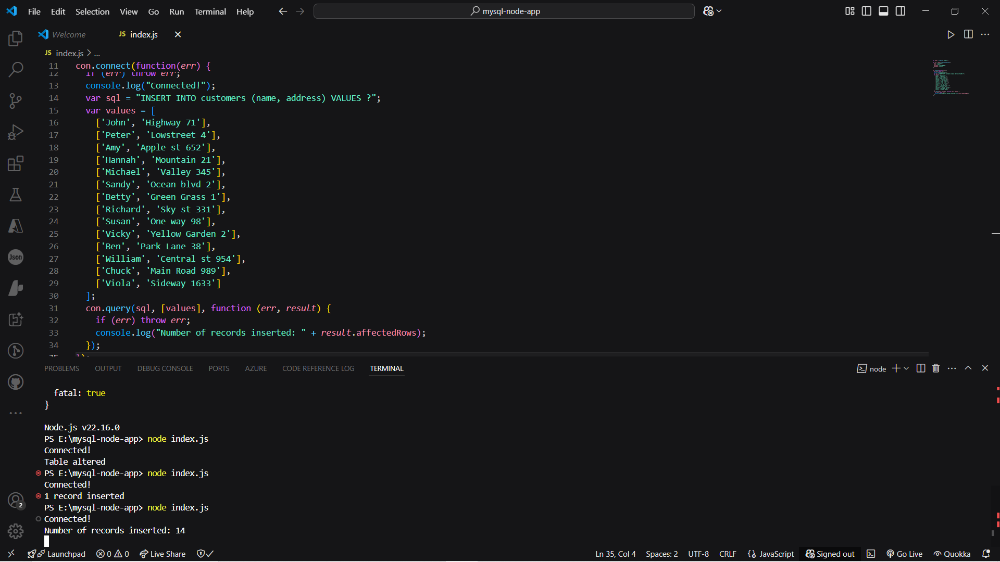 File Edit Selection View Go Run Terminal Help
mysql-node-app
Welcome
JS index.js
JS index.js > ...
11 con.connect(function(err) {
12 if (err) throw err;
13 console.log("Connected!");
14 var sql = "INSERT INTO customers (name, address) VALUES ?";
15 var values = [
16 ['John', 'Highway 71'],
17 ['Peter', 'Lowstreet 4'],
18 ['Amy', 'Apple st 652'],
19 ['Hannah', 'Mountain 21'],
20 ['Michael', 'Valley 345'],
21 ['Sandy', 'Ocean blvd 2'],
22 ['Betty', 'Green Grass 1'],
23 ['Richard', 'Sky st 331'],
24 ['Susan', 'One way 98'],
25 ['Vicky', 'Yellow Garden 2'],
26 ['Ben', 'Park Lane 38'],
27 ['William', 'Central st 954'],
28 ['Chuck', 'Main Road 989'],
29 ['Viola', 'Sideway 1633']
30 ];
31 con.query(sql, [values], function (err, result) {
32 if (err) throw err;
33 console.log("Number of records inserted: " + result.affectedRows);
34 });
35 });
Json
PROBLEMS OUTPUT DEBUG CONSOLE PORTS AZURE CODE REFERENCE LOG TERMINAL
node
fatal: true
}
Node.js v22.16.0
PS E:\mysql-node-app> node index.js
Connected!
Table altered
PS E:\mysql-node-app> node index.js
Connected!
1 record inserted
PS E:\mysql-node-app> node index.js
Connected!
Number of records inserted: 14
2
Launchpad 0 0 Live Share
Ln 35, Col 4 Spaces: 2 UTF-8 CRLF {} JavaScript Signed out Go Live Quokka